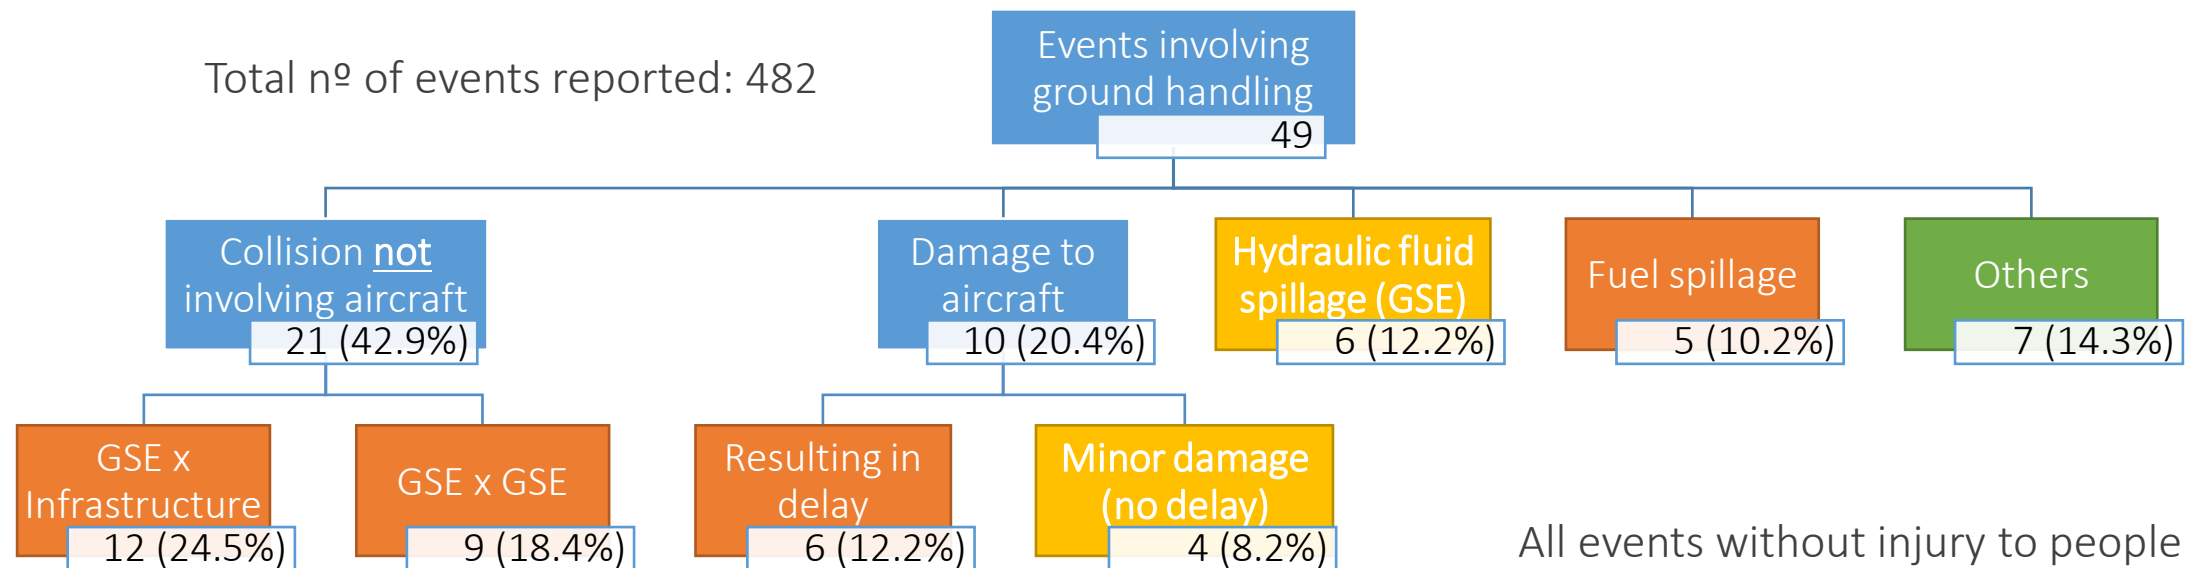 Total nº of events reported: 482
Events involving
ground handling
49
Collision not
involving aircraft
21 (42.9%)
Damage to
aircraft
10 (20.4%)
Hydraulic fluid
spillage (GSE)
6 (12.2%)
Fuel spillage
5 (10.2%)
Others
7 (14.3%)
GSE x
Infrastructure
12 (24.5%)
GSE x GSE
9 (18.4%)
Resulting in
delay
6 (12.2%)
Minor damage
(no delay)
4 (8.2%)
All events without injury to people